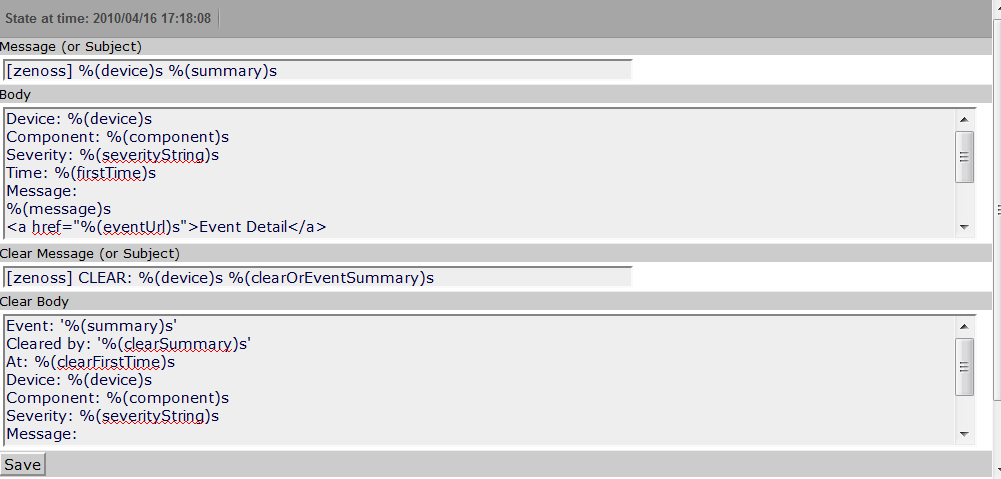 State at time: 2010/04/16 17:18:08
Message (or Subject)
[zenoss] %(device)s %(summary)s
Body
Device: %(device)s
Component: %(component)s
Severity: %(severityString)s
Time: %(firstTime)s
Message:
%(message)s
<a href="%(eventUrl)s">Event Detail</a>
Clear Message (or Subject)
[zenoss] CLEAR: %(device)s %(clearOrEventSummary)s
Clear Body
Event: '%(summary)s'
Cleared by: '%(clearSummary)s'
At: %(clearFirstTime)s
Device: %(device)s
Component: %(component)s
Severity: %(severityString)s
Message:
Save